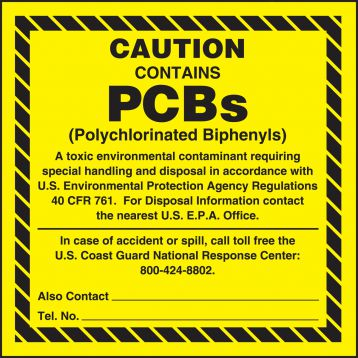 CAUTION
CONTAINS
PCBs
(Polychlorinated Biphenyls)
A toxic environmental contaminant requiring
special handling and disposal in accordance with
U.S. Environmental Protection Agency Regulations
40 CFR 761. For Disposal Information contact
the nearest U.S. E.P.A. Office.
In case of accident or spill, call toll free the
U.S. Coast Guard National Response Center:
800-424-8802.
Also Contact
Tel. No.